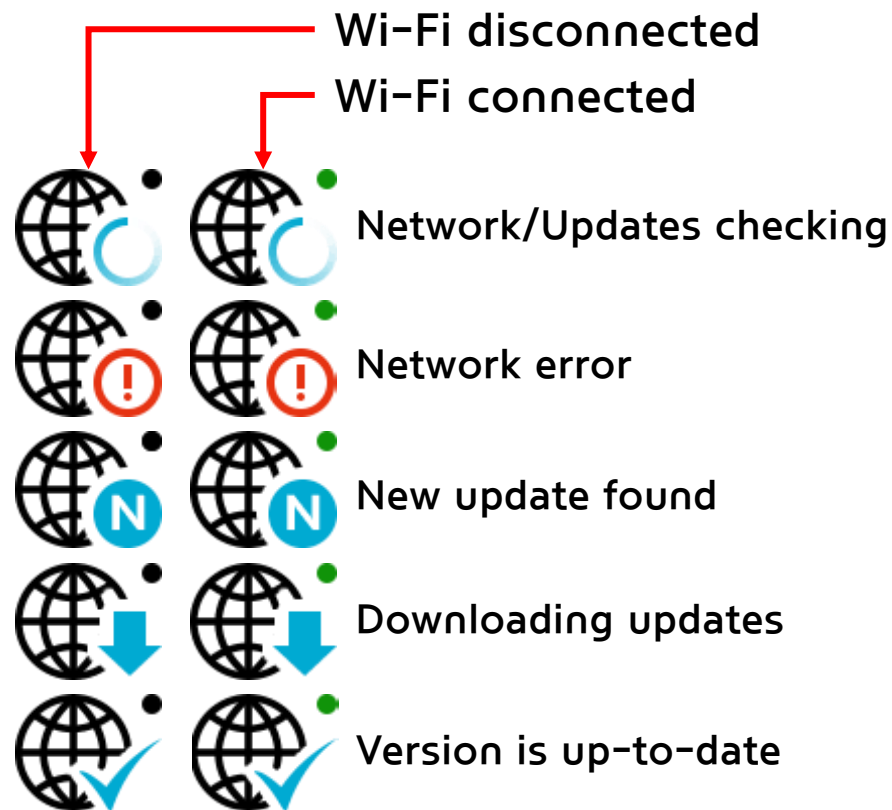 Wi-Fi disconnected
Wi-Fi connected
Network/Updates checking
!
!
Network error
N
N
New update found
Downloading updates
Version is up-to-date